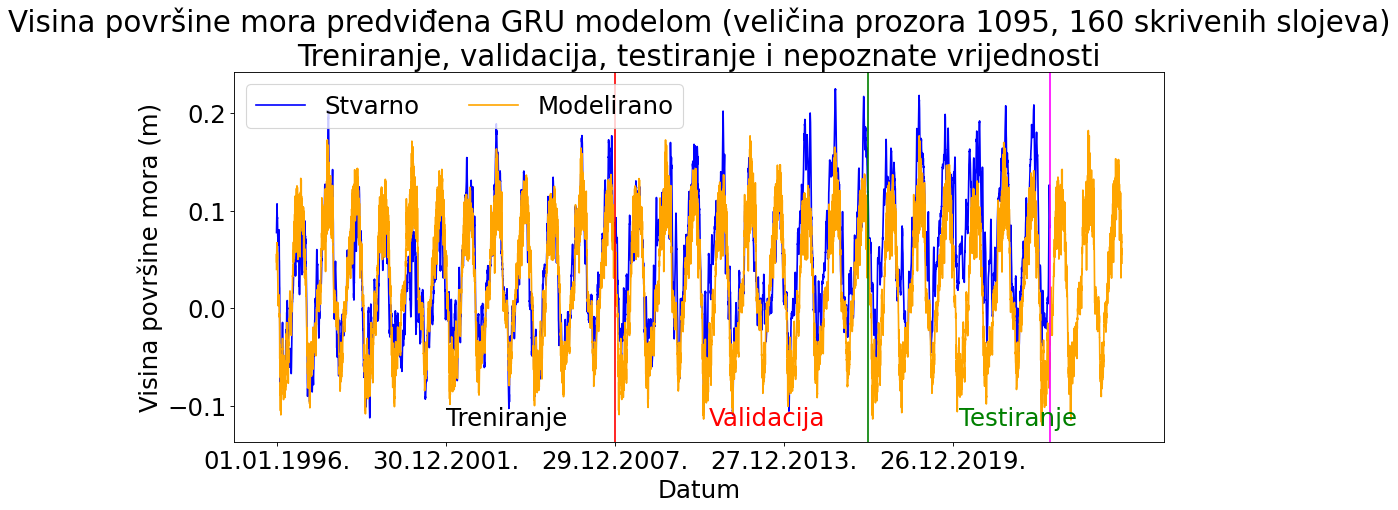 Visina površine mora predviđena GRU modelom (veličina prozora 1095, 160 skrivenih slojeva)
Treniranje, validacija, testiranje i nepoznate vrijednosti
Stvarno Modelirano
Visina površine mora (m)
0.2
0.1
0.0
−0.1
Treniranje Validacija Testiranje
01.01.1996. 30.12.2001. 29.12.2007. 27.12.2013. 26.12.2019.
Datum